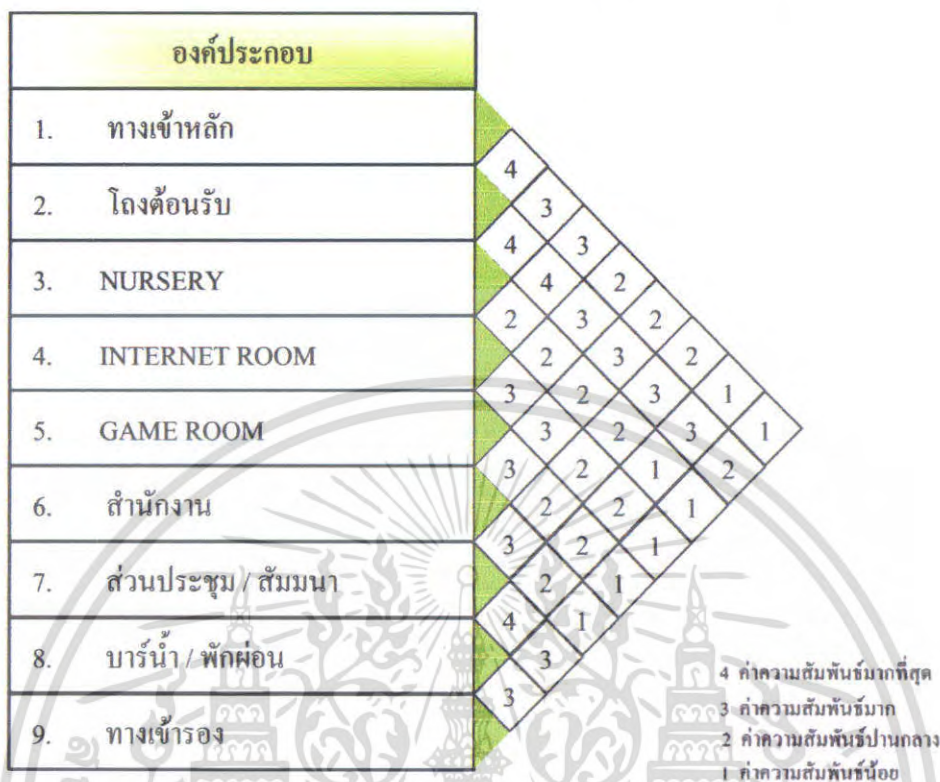 องค์ประกอบ
1. ทางเข้าหลัก
4
2. โถงต้อนรับ 3
4 3
3. NURSERY 4 2
2 3 2
4. INTERNET ROOM 2 3 2
3 2 3 1
5. GAME ROOM 3 2 3 1
3 2 1 2
6. สำนักงาน 2 2 1
3 2 1
7. ส่วนประชุม / สัมมนา 2 1
4 1
8. บาร์น้ำ / พักผ่อน 3
3
9. ทางเข้ารอง
4 ค่าความสัมพันธ์มากที่สุด
3 ค่าความสัมพันธ์มาก
2 ค่าความสัมพันธ์ปานกลาง
1 ค่าความสัมพันธ์น้อย